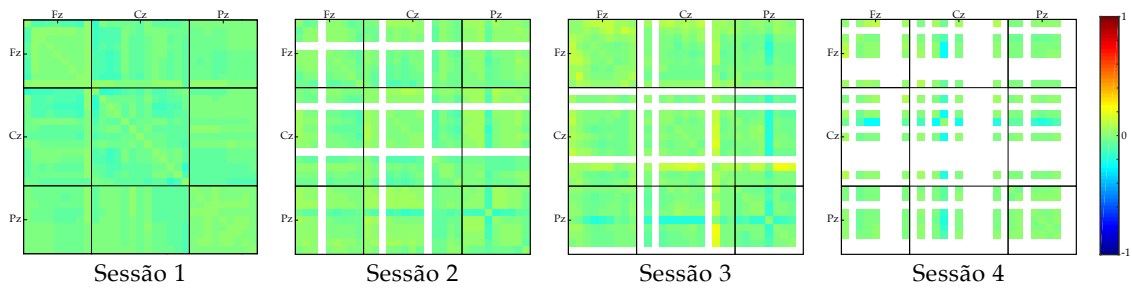 Fz Cz Pz Fz Cz Pz Fz Cz Pz Fz Cz Pz
1
Fz Fz Fz Fz
Cz Cz Cz Cz 0
Pz Pz Pz Pz
-1
Sessão 1 Sessão 2 Sessão 3 Sessão 4